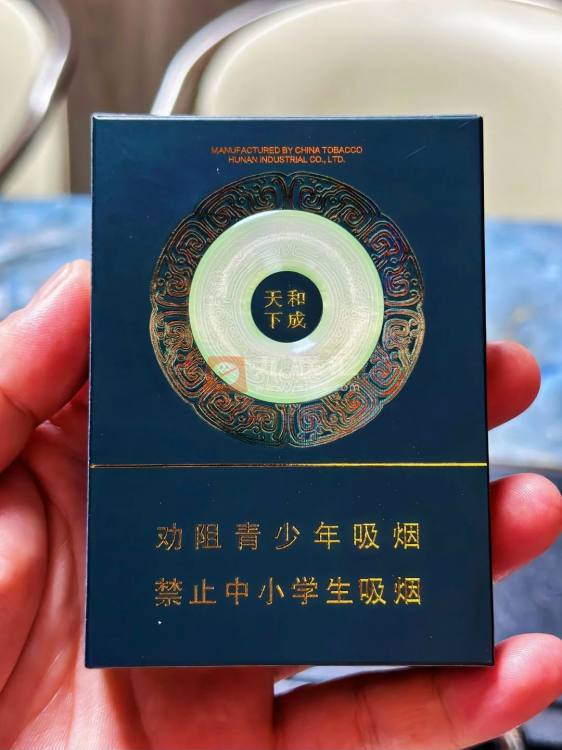 MANUFACTURED BY CHINA TOBACCO
HUNAN INDUSTRIAL CO., LTD.
和成
天下
劝阻青少年吸烟
禁止中小学生吸烟